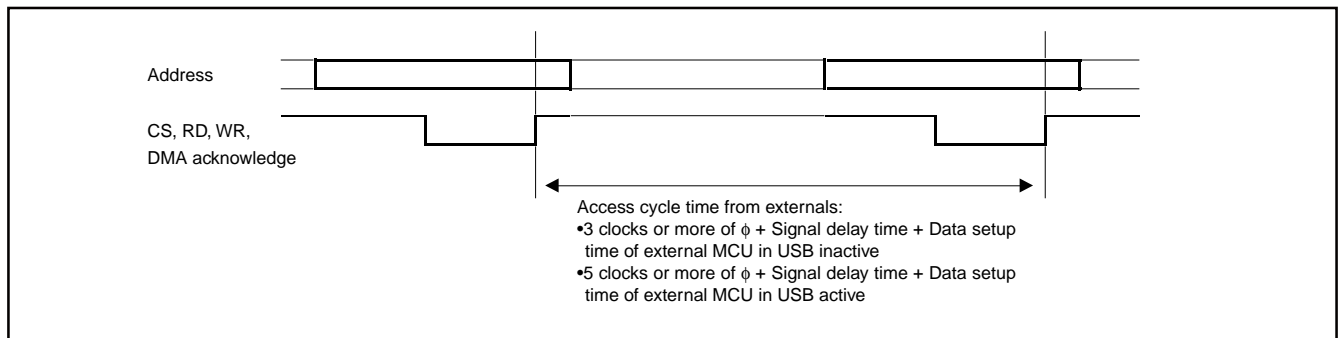 Address
CS, RD, WR,
DMA acknowledge
Access cycle time from externals:
•3 clocks or more of ϕ + Signal delay time + Data setup
time of external MCU in USB inactive
•5 clocks or more of ϕ + Signal delay time + Data setup
time of external MCU in USB active